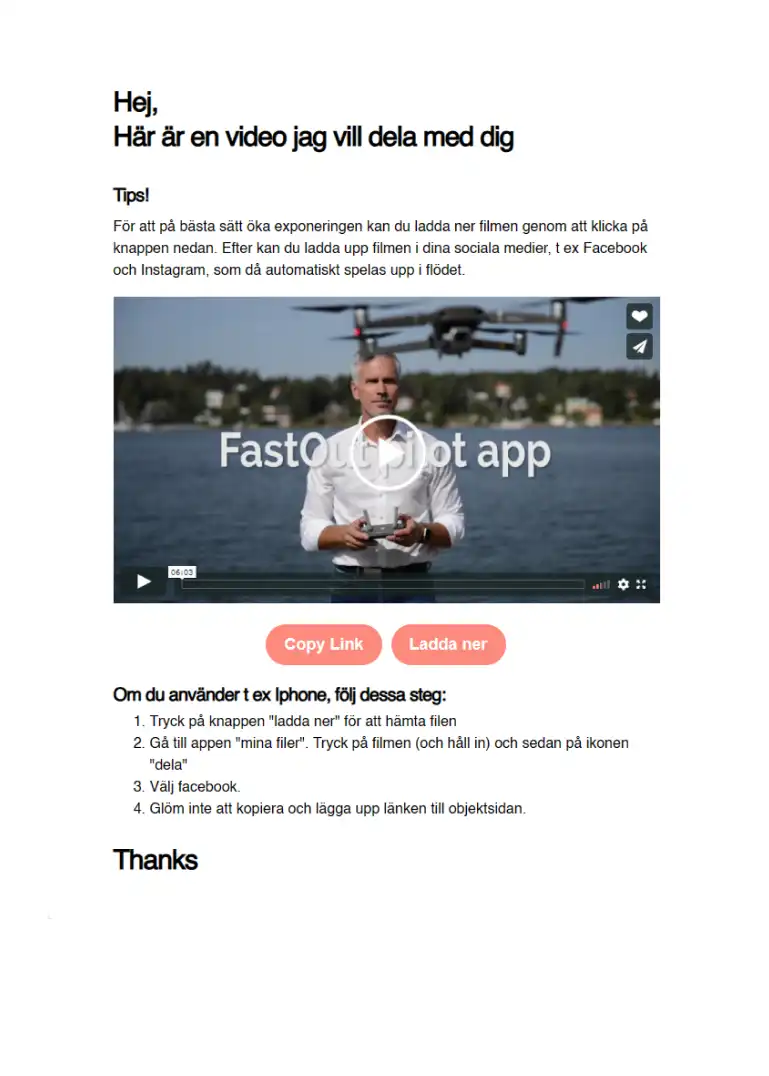 Hej,
Här är en video jag vill dela med dig
Tips!
För att på bästa sätt öka exponeringen kan du ladda ner filmen genom att klicka på
knappen nedan. Efter kan du ladda upp filmen i dina sociala medier, t ex Facebook
och Instagram, som då automatiskt spelas upp i flödet.
FastOut pilot app
06:03
Copy Link
Ladda ner
Om du använder t ex Iphone, följ dessa steg:
1. Tryck på knappen "ladda ner" för att hämta filen
2. Gå till appen "mina filer". Tryck på filmen (och håll in) och sedan på ikonen
"dela"
3. Välj facebook.
4. Glöm inte att kopiera och lägga upp länken till objektsidan.
Thanks